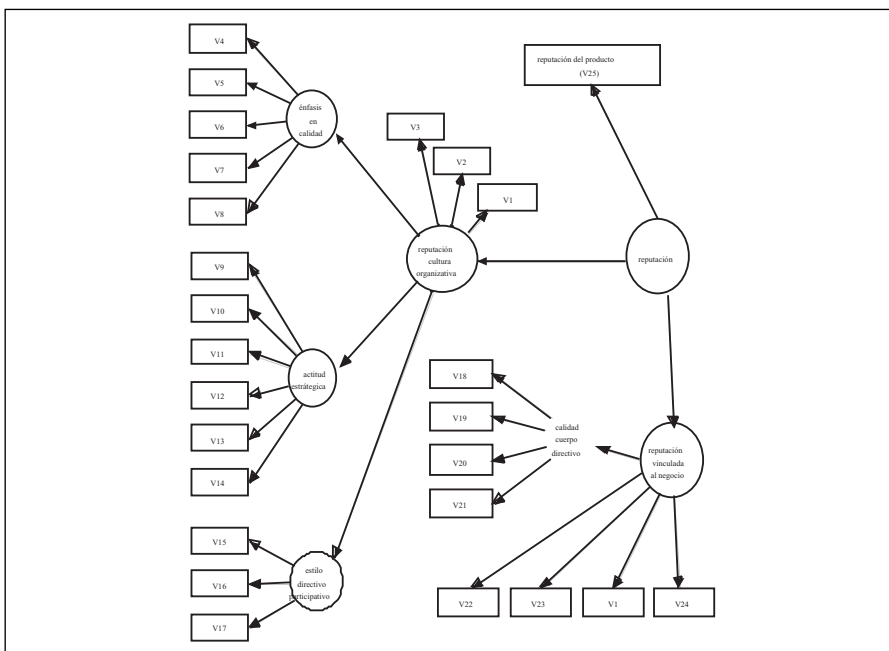 V4
V5
V6
V7
V8
énfasis
en
calidad
V3
V2
V1
reputación del producto
(V25)
reputación
cultura
organizativa
reputación
V9
V10
V11
V12
V13
V14
actitud
estrátegica
V18
V19
V20
V21
calidad
cuerpo
directivo
reputación
vinculada
al negocio
V15
V16
V17
estilo
directivo
participativo
V22
V23
V1
V24